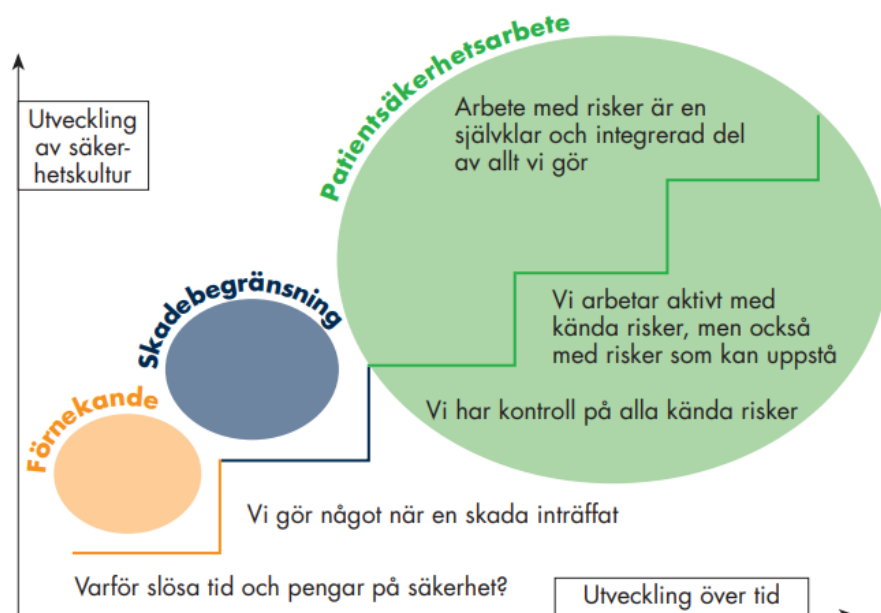 Patientsäkerhetsarbete
Utveckling
av säker-
hetskultur
Arbete med risker är en
självklar och integrerad del
av allt vi gör
Skadebegränsning
Vi arbetar aktivt med
kända risker, men också
med risker som kan uppstå
Förnekande
Vi har kontroll på alla kända risker
Vi gör något när en skada inträffat
Varför slösa tid och pengar på säkerhet?
Utveckling över tid